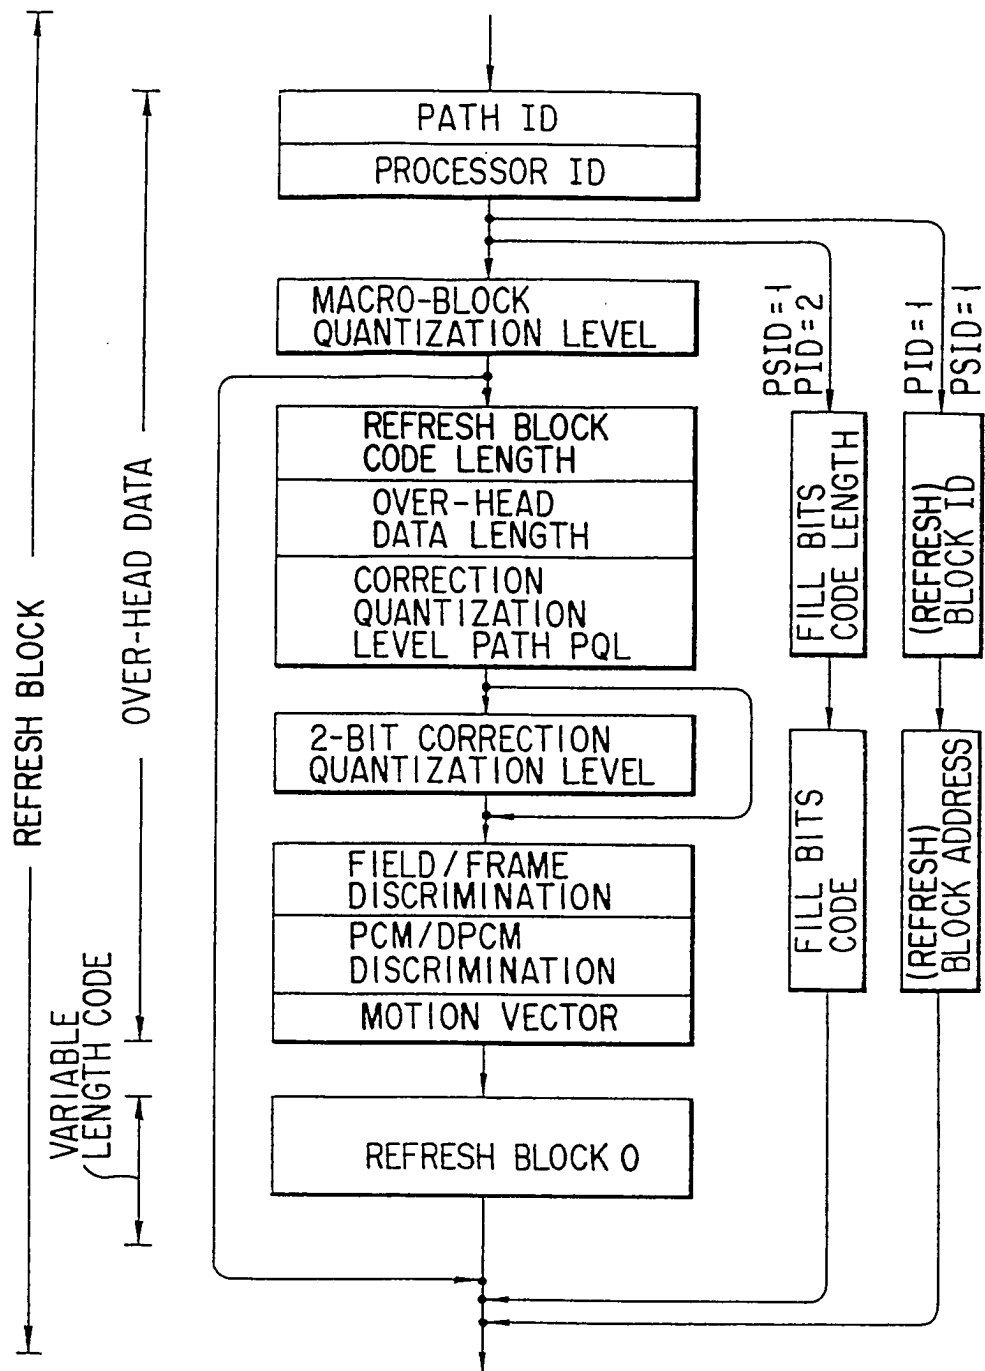 PATH ID
PROCESSOR ID
MACRO-BLOCK
QUANTIZATION LEVEL
REFRESH BLOCK
CODE LENGTH
OVER-HEAD
DATA LENGTH
CORRECTION
QUANTIZATION
LEVEL PATH PQL
2-BIT CORRECTION
QUANTIZATION LEVEL
FIELD/FRAME
DISCRIMINATION
PCM/DPCM
DISCRIMINATION
MOTION VECTOR
REFRESH BLOCK 0
REFRESH BLOCK
OVER-HEAD DATA
VARIABLE
LENGTH CODE
PSID=1
PID=2
FILL BITS
CODE LENGTH
FILL BITS
CODE
PID=1
PSID=1
(REFRESH)
BLOCK ID
(REFRESH)
BLOCK ADDRESS